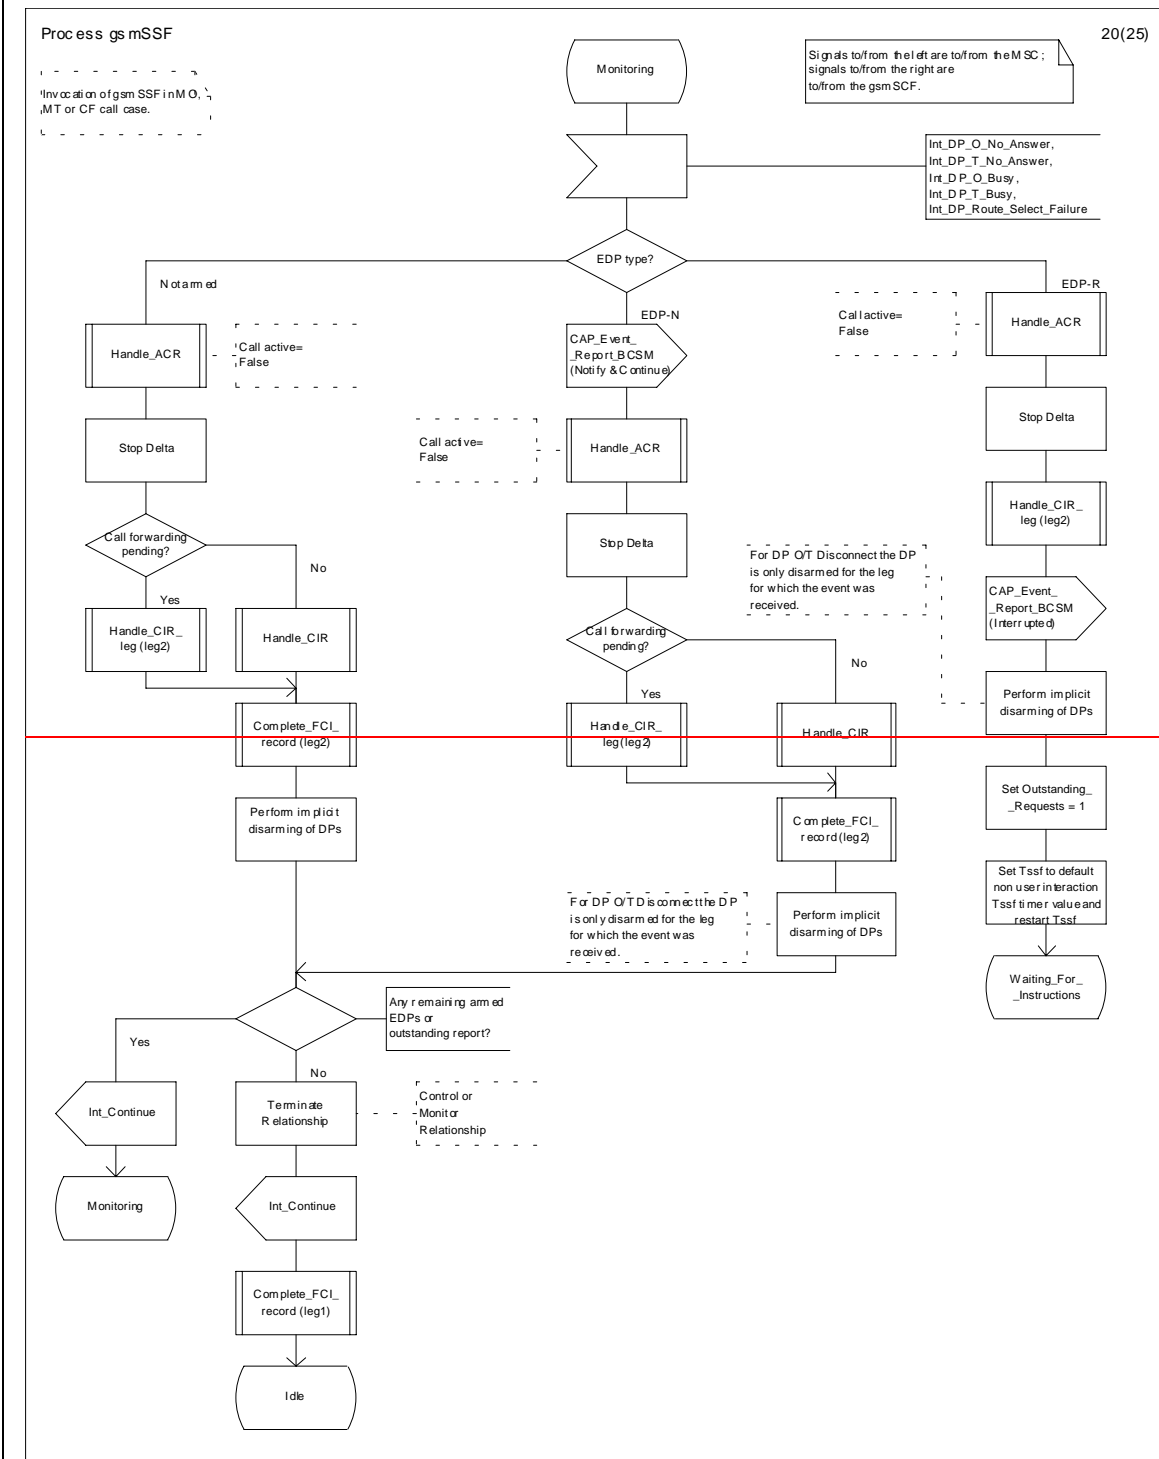 Process gsmSSF
20(25)
Invocation of gsmSSF in MO,
MT or CF call case.
Monitoring
Signals to/from the left are to/from the MSC;
signals to/from the right are
to/from the gsmSCF.
Int_DP_O_No_Answer,
Int_DP_T_No_Answer,
Int_DP_O_Busy,
Int_DP_T_Busy,
Int_DP_Route_Select_Failure
EDP type?
Not armed
EDP-N
EDP-R
Handle_ACR
Call active=
False
CAP_Event_
_Report_BCSM
(Notify & Continue)
Call active=
False
Handle_ACR
Stop Delta
Call active=
False
Handle_ACR
Stop Delta
Call forwarding
pending?
No
Yes
Handle_CIR_
leg (leg2)
Handle_CIR
Stop Delta
For DP O/T Disconnect the DP
is only disarmed for the leg
for which the event was
received.
Handle_CIR_
leg (leg2)
CAP_Event_
_Report_BCSM
(Interrupted)
Call forwarding
pending?
No
Yes
Perform implicit
disarming of DPs
Complete_FCI_
record (leg2)
Handle_CIR_
leg (leg2)
Handle_CIR
Perform implicit
disarming of DPs
Complete_FCI_
record (leg2)
Set Outstanding_
_Requests = 1
Set Tssf to default
non user interaction
Tssf timer value and
restart Tssf
For DP O/T Disconnect the DP
is only disarmed for the leg
for which the event was
received.
Perform implicit
disarming of DPs
Waiting_For_
_Instructions
Any remaining armed
EDPs or
outstanding report?
Yes
No
Int_Continue
Terminate
Relationship
Control or
Monitor
Relationship
Monitoring
Int_Continue
Complete_FCI_
record (leg1)
Idle